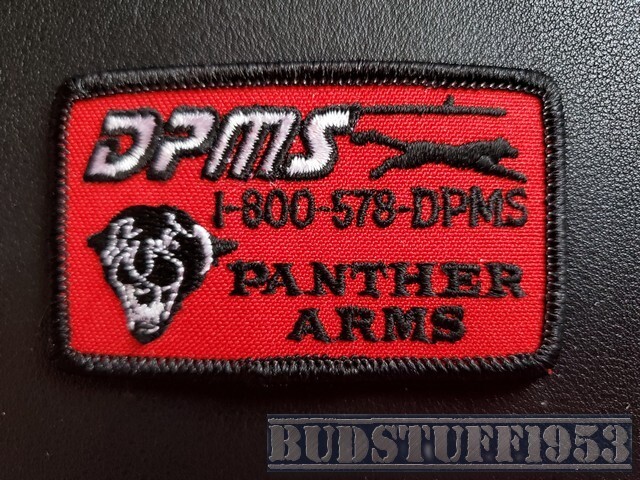 DPMS
1-800-578-DPMS
PANTHER
ARMS
BUDSTUFF1953